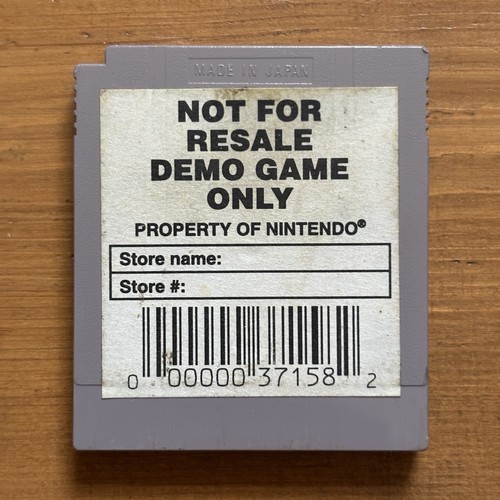 MADE IN JAPAN
NOT FOR
RESALE
DEMO GAME
ONLY
PROPERTY OF NINTENDO®
Store name:
Store #:
0 00000 37158 2